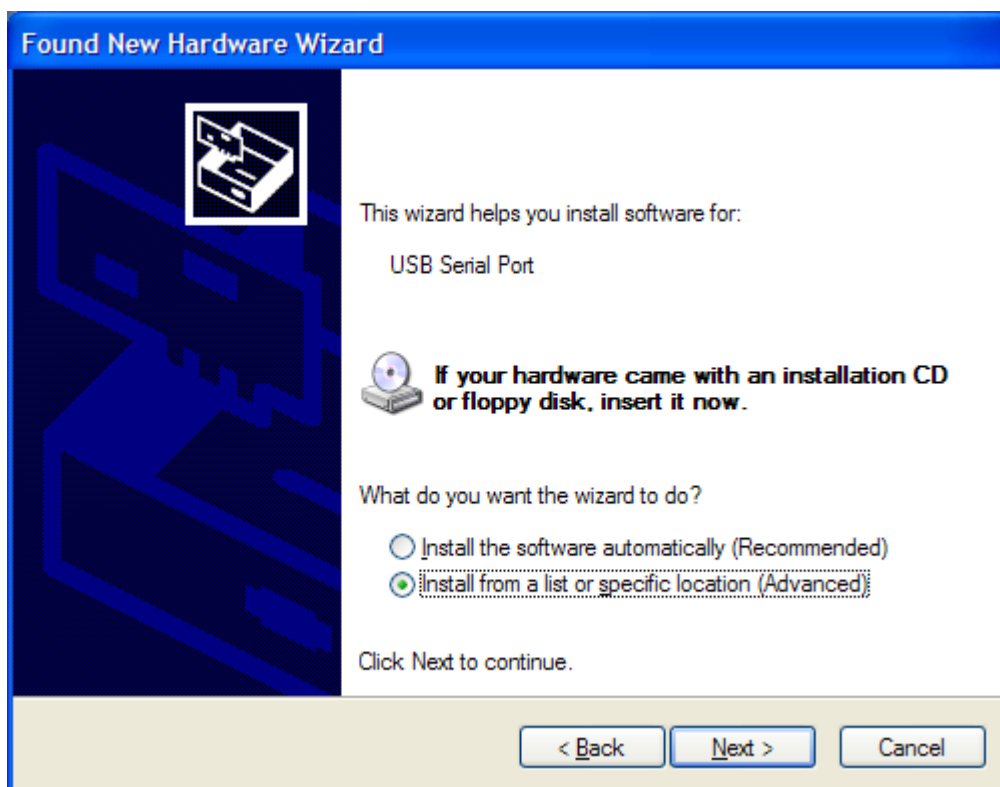 Found New Hardware Wizard
This wizard helps you install software for:
USB Serial Port
If your hardware came with an installation CD
or floppy disk, insert it now.
What do you want the wizard to do?
Install the software automatically (Recommended)
Install from a list or specific location (Advanced)
Click Next to continue.
< Back Next > Cancel